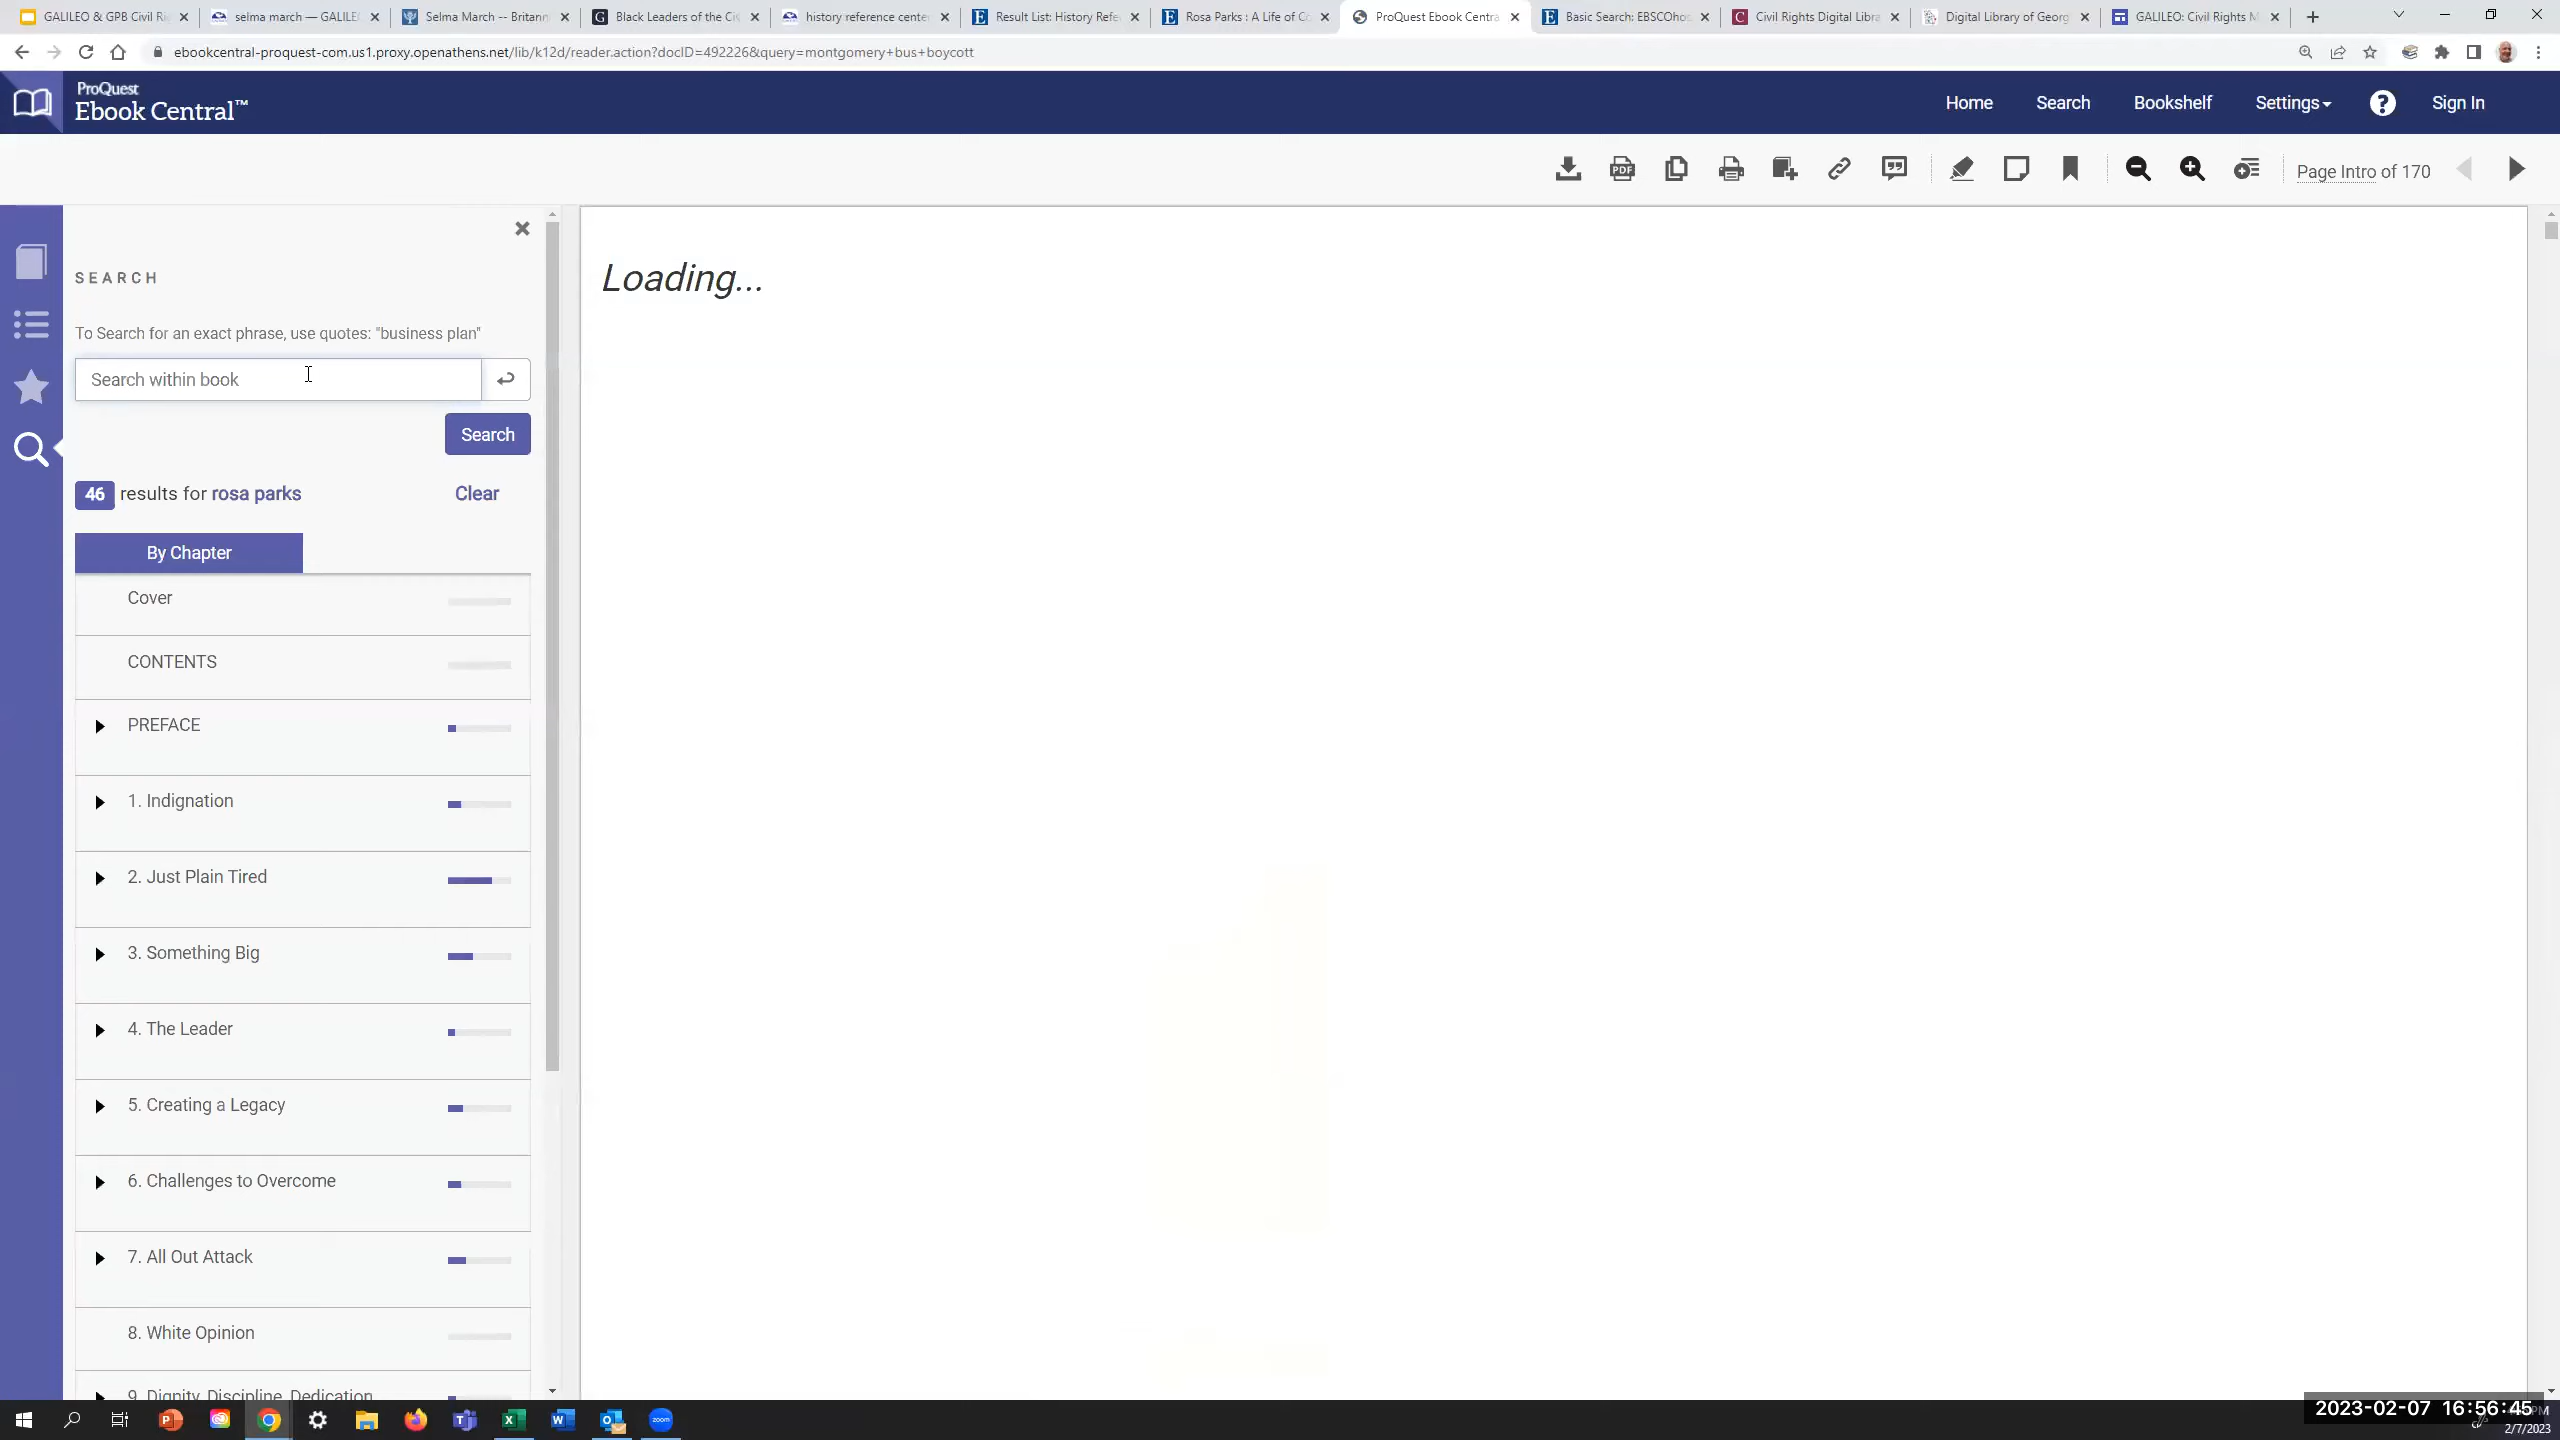 GALILEO & GPB Civil Ri
selma march — GALILE
Selma March -- Britann
Black Leaders of the Civ
history reference center
Result List: History Refe
Rosa Parks : A Life of Co
ProQuest Ebook Centra
Basic Search: EBSCOhos
Civil Rights Digital Libra
Digital Library of Georg
GALILEO: Civil Rights M
ebookcentral-proquest-com.us1.proxy.openathens.net/lib/k12d/reader.action?docID=492226&query=montgomery+bus+boycott
ProQuest
Ebook Central™
Home
Search
Bookshelf
Settings
Sign In
PDF
Page Intro of 170
SEARCH
To Search for an exact phrase, use quotes: "business plan"
Search within book
Search
46 results for rosa parks
Clear
By Chapter
Cover
CONTENTS
PREFACE
1. Indignation
2. Just Plain Tired
3. Something Big
4. The Leader
5. Creating a Legacy
6. Challenges to Overcome
7. All Out Attack
8. White Opinion
9. Dignity, Discipline, Dedication
Loading...
zoom
2023-02-07 16:56:45
PM
2/7/2023